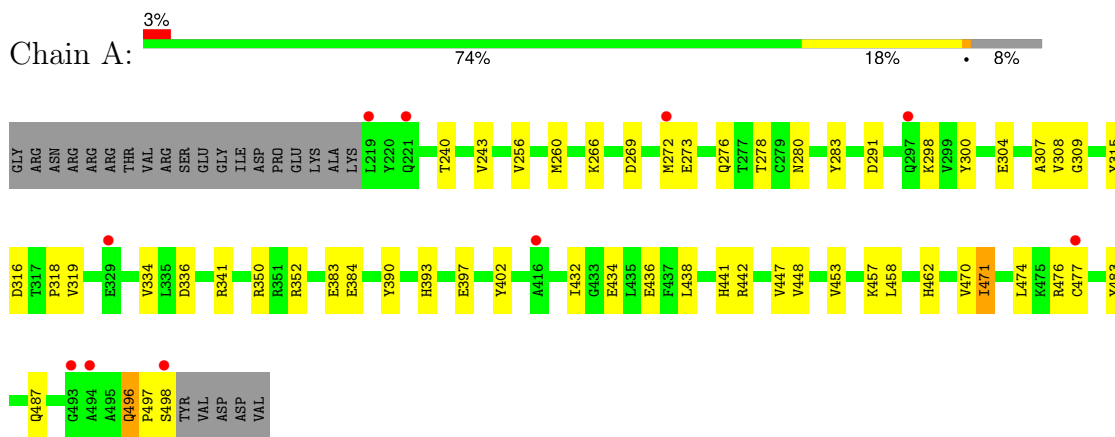 3%
Chain A:
74% 18% • 8%
GLY ARG ASN ARG ARG ARG THR VAL ARG SER GLU GLY ILE ASP PRO GLU LYS ALA LYS L219 Y220 Q221 T240 V243 V256 M260 K266 D269 M272 E273 Q276 T277 T278 C279 N280 Y283 D291 Q297 K298 V299 Y300 E304 A307 V308 G309 Y315
D316 T317 P318 V319 E329 V334 L335 D336 R341 R350 R351 R352 E383 E384 Y390 H393 E397 Y402 A416 I432 G433 E434 L435 E436 F437 L438 H441 R442 V447 V448 V453 K457 L458 H462 V470 I471 L474 K475 R476 C477 Y483
Q487 G493 A494 A495 Q496 P497 S498 TYR VAL ASP ASP VAL